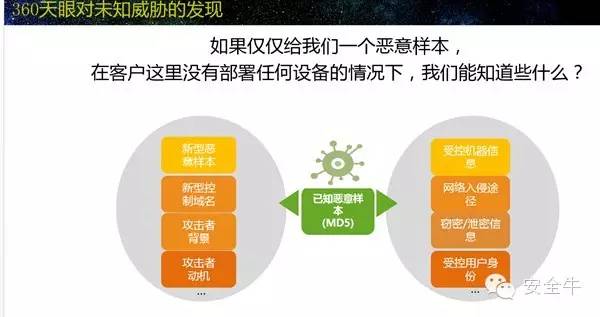 360天眼对未知威胁的发现
如果仅仅给我们一个恶意样本，
在客户这里没有部署任何设备的情况下，我们能知道些什么？
新型恶
意样本
新型控
制域名
攻击者
背景
攻击者
动机
...
已知恶意样
本
(MD5)
受控机器信
息
网络入侵途
径
窃密/泄密信
息
受控用户身
份
...
安全牛